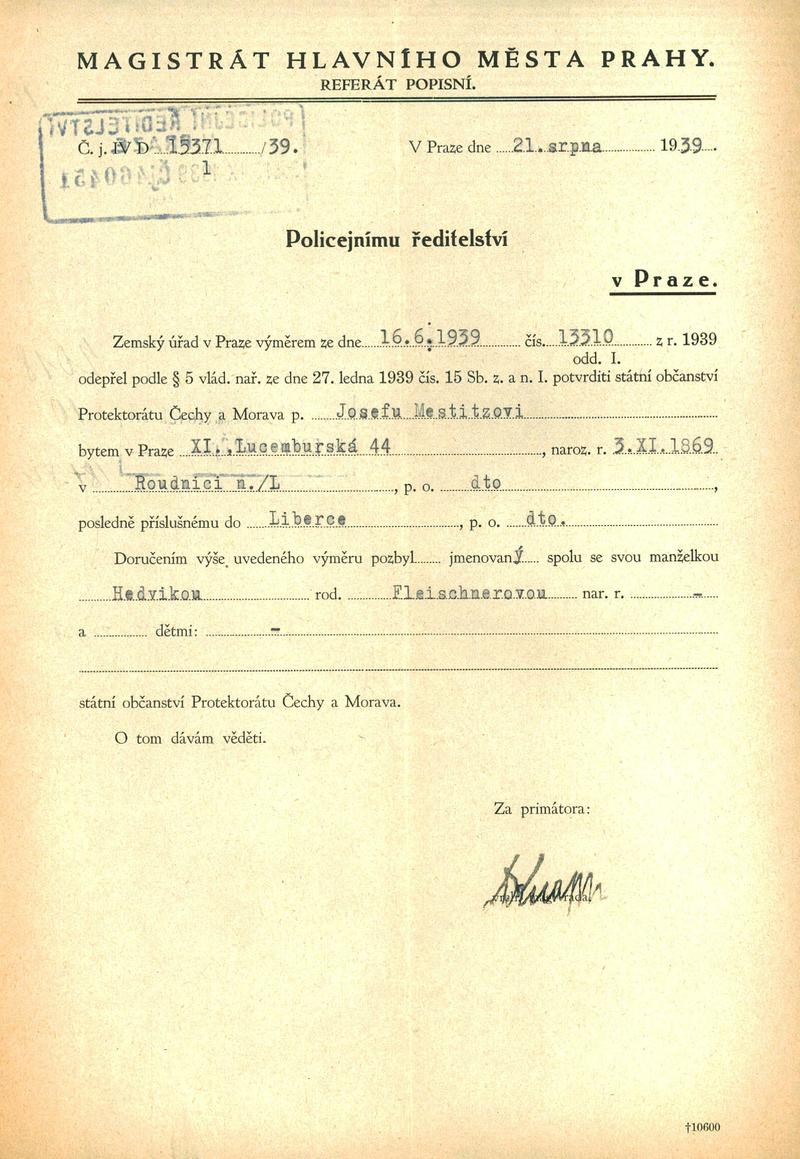 MAGISTRÁT HLAVNÍHO MĚSTA PRAHY.
REFERÁT POPISNÍ.
POLICEJNÍ ŘEDITELSTVÍ
Č. j. IV D 15371 /39.
1
V Praze dne 21. srpna 1939
Policejnímu ředitelství
v Praze.
Zemský úřad v Praze výměrem ze dne 16.6.1939 čís. 13310 z r. 1939
odd. I.
odepřel podle § 5 vlád. nař. ze dne 27. ledna 1939 čís. 15 Sb. z. a n. I. potvrditi státní občanství
Protektorátu Čechy a Morava p. Josefu Mestitzovi
bytem v Praze XI., Lucemburská 44, naroz. r. 3.XI.1869
v Roudnici n./L, p. o. dto,
posledně příslušnému do Liberce, p. o. dto.
Doručením výše uvedeného výměru pozbyl jmenovaný spolu se svou manželkou
Hedvikou rod. Fleischnerovou nar. r. -
a dětmi: -
státní občanství Protektorátu Čechy a Morava.
O tom dávám věděti.
Za primátora:
†10600